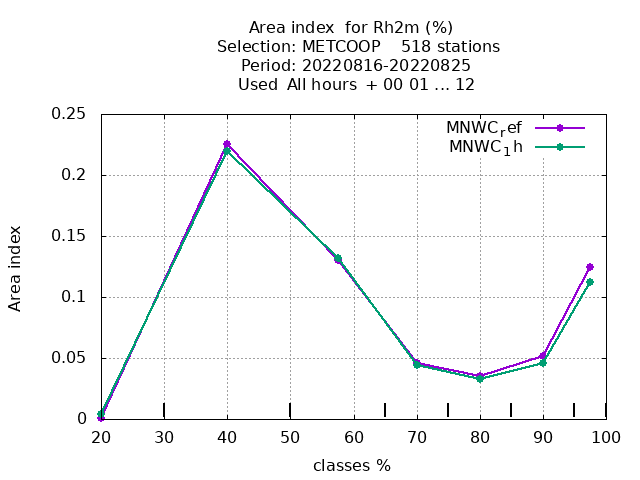 Area index  for Rh2m (%)
Selection: METCOOP    518 stations
Period: 20220816-20220825
Used  All hours  + 00 01 ... 12
MNWC_ref
MNWC_1h
0.25
0.2
0.15
0.1
0.05
0
Area index
20 30 40 50 60 70 80 90 100
classes %